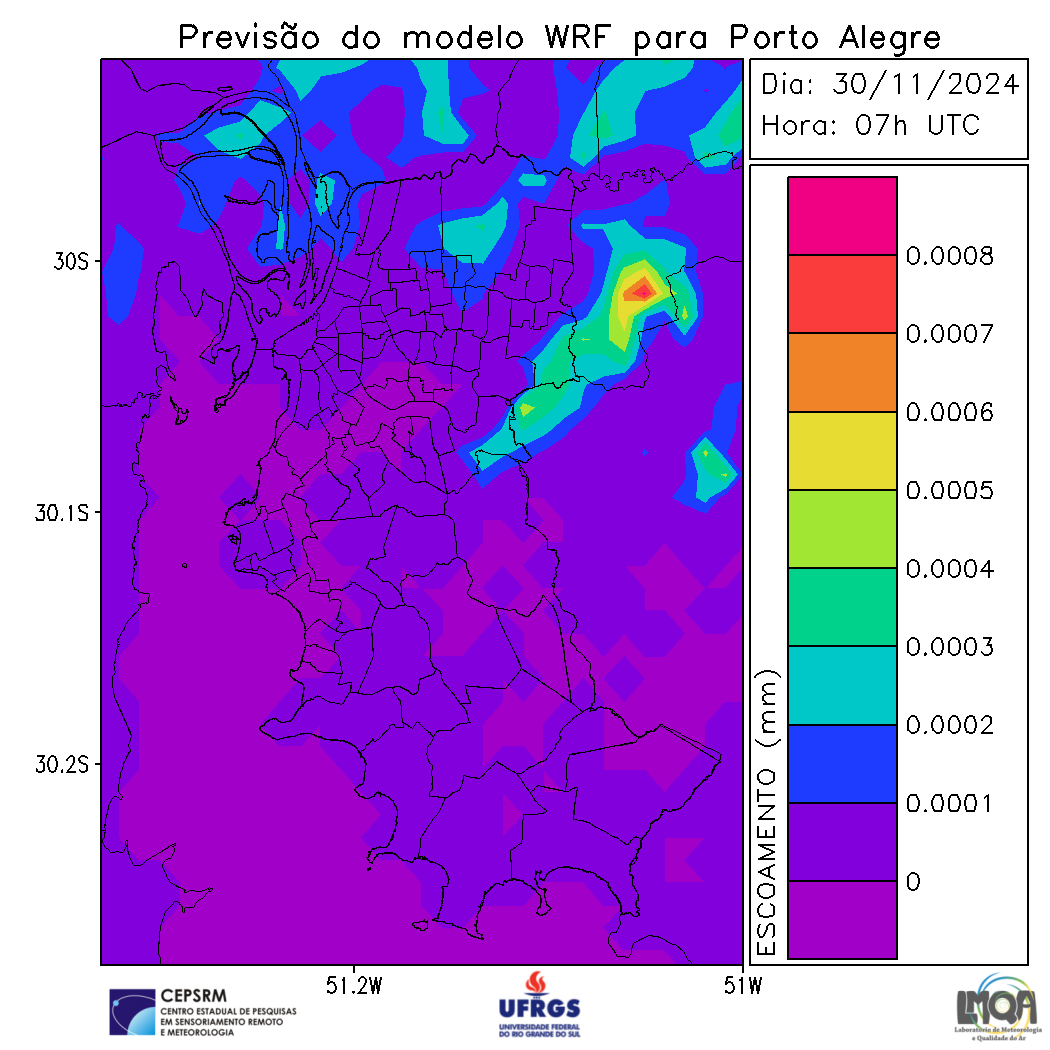 Previsão do modelo WRF para Porto Alegre
Dia: 30/11/2024
Hora: 07h UTC
30S
30.1S
30.2S
51.2W
51W
ESCOAMENTO (mm)
0.0008
0.0007
0.0006
0.0005
0.0004
0.0003
0.0002
0.0001
0
CEPSRM
CENTRO ESTADUAL DE PESQUISAS
EM SENSORIAMENTO REMOTO
E METEOROLOGIA
UFRGS
UNIVERSIDADE FEDERAL
DO RIO GRANDE DO SUL
LMQA
Laboratório de Meteorologia
e Qualidade do Ar